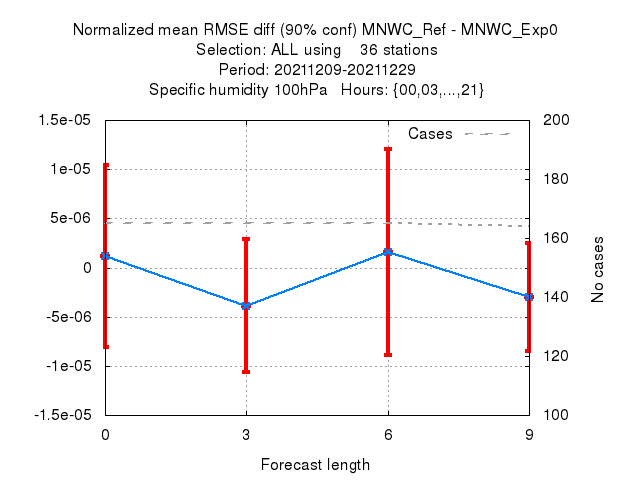 Normalized mean RMSE diff (90% conf) MNWC_Ref - MNWC_Exp0
Selection: ALL using    36 stations
Period: 20211209-20211229
Specific humidity 100hPa   Hours: {00,03,...,21}
1.5e-05
1e-05
5e-06
0
-5e-06
-1e-05
-1.5e-05
Cases
200
180
160
140
120
100
No cases
0 3 6 9
Forecast length